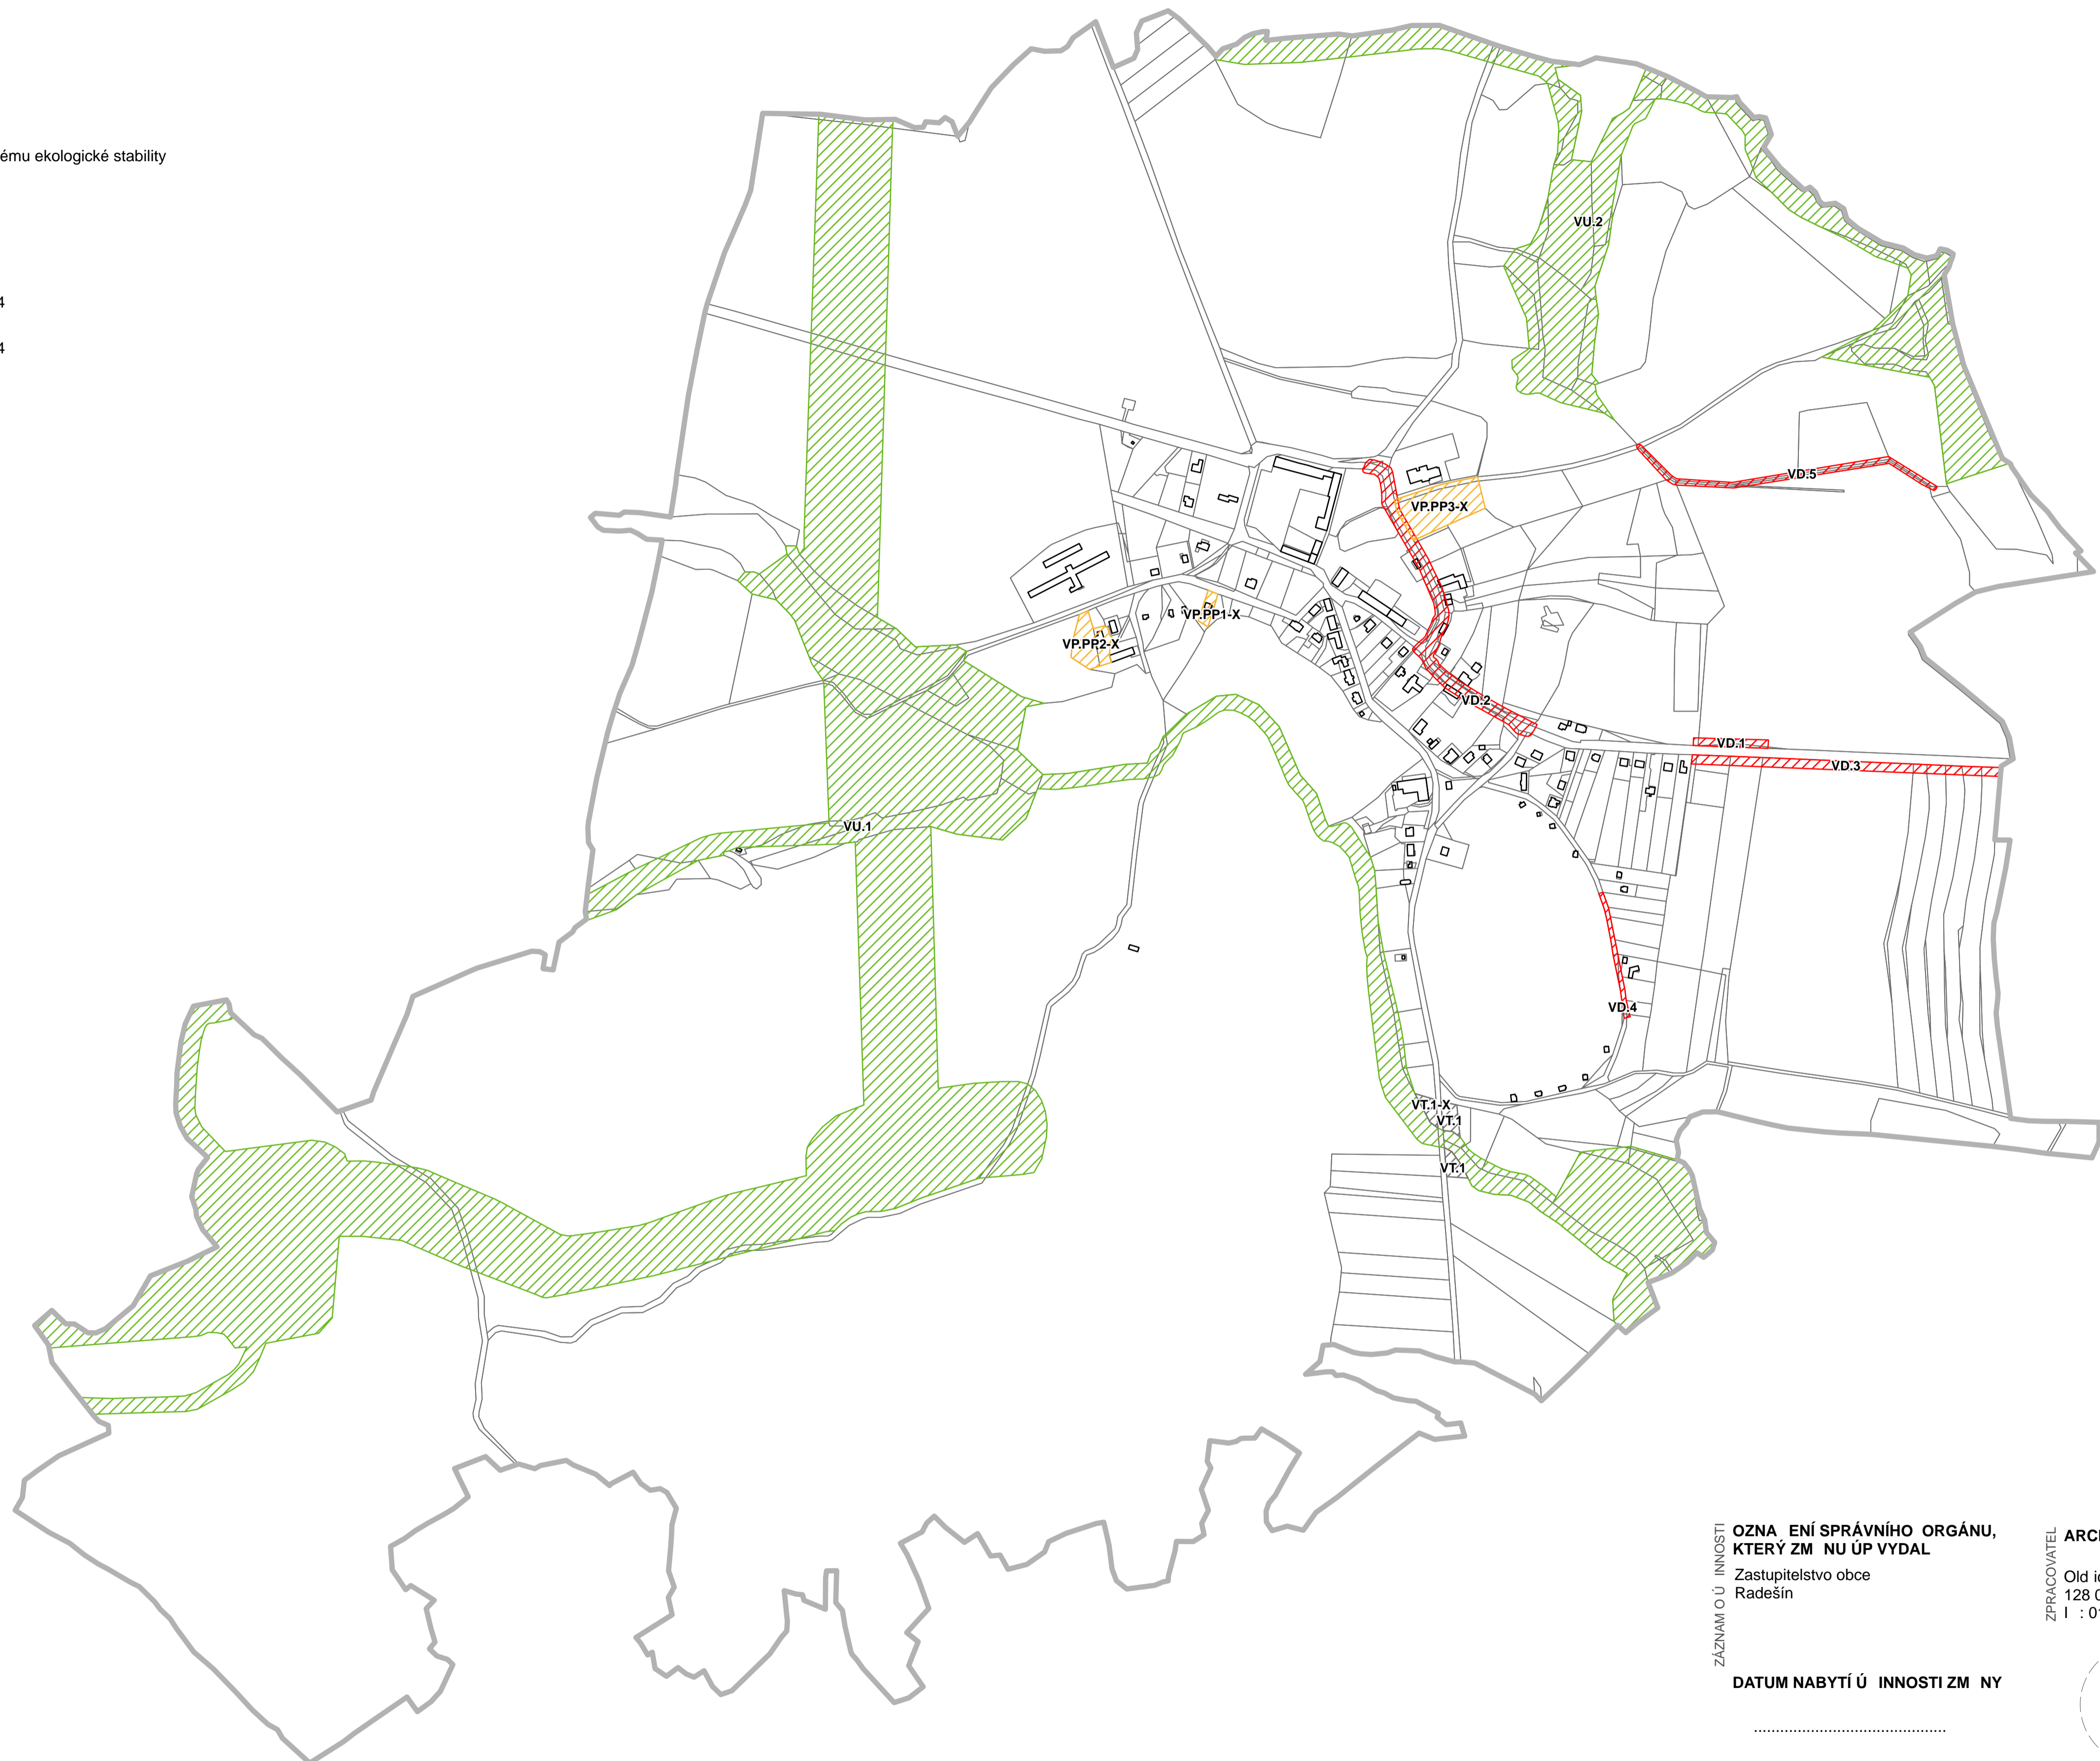 ému ekologické stability
4
4
VU.2
VD.5
VP.PP3-X
VP.PP1-X
VP.PP2-X
VD.2
VD.1
VD.3
VU.1
VD.4
VT.1-X
VT.1
VT.1
ZÁZNAM O Ú INNOSTI
OZNA ENÍ SPRÁVNÍHO ORGÁNU,
KTERÝ ZM NU ÚP VYDAL
Zastupitelstvo obce
Radešín
DATUM NABYTÍ Ú INNOSTI ZM NY
............................................
ZPRACOVATEL
ARC
Old
128 0
I : 0